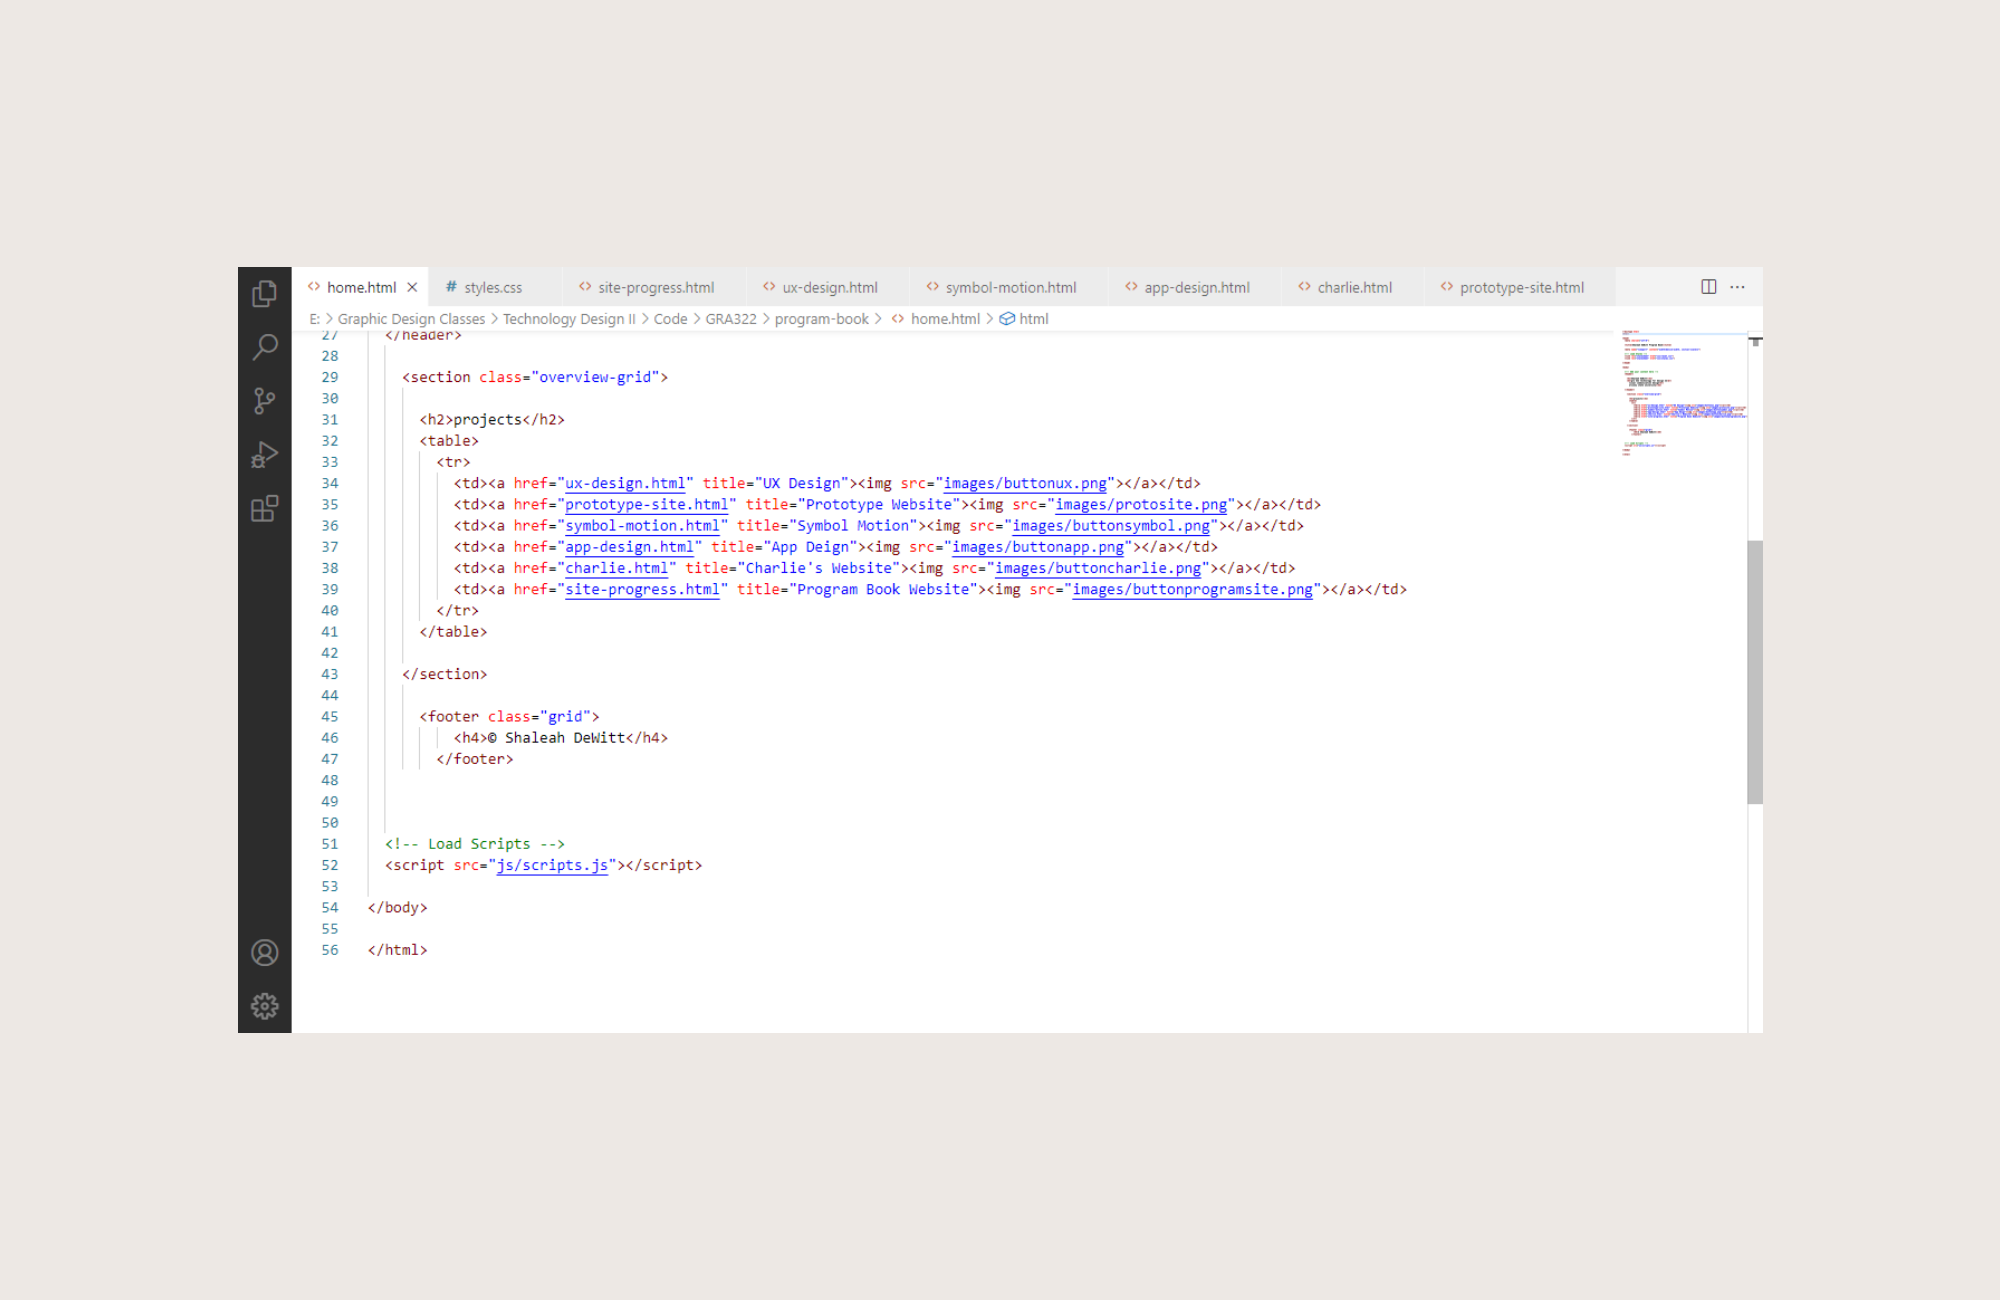 home.html styles.css site-progress.html ux-design.html symbol-motion.html app-design.html charlie.html prototype-site.html
E: > Graphic Design Classes > Technology Design II > Code > GRA322 > program-book > home.html > html
27 </header>
28
29 <section class="overview-grid">
30
31 <h2>projects</h2>
32 <table>
33 <tr>
34 <td><a href="ux-design.html" title="UX Design"><img src="images/buttonux.png"></a></td>
35 <td><a href="prototype-site.html" title="Prototype Website"><img src="images/protosite.png"></a></td>
36 <td><a href="symbol-motion.html" title="Symbol Motion"><img src="images/buttonsymbol.png"></a></td>
37 <td><a href="app-design.html" title="App Deign"><img src="images/buttonapp.png"></a></td>
38 <td><a href="charlie.html" title="Charlie's Website"><img src="images/buttoncharlie.png"></a></td>
39 <td><a href="site-progress.html" title="Program Book Website"><img src="images/buttonprogramsite.png"></a></td>
40 </tr>
41 </table>
42
43 </section>
44
45 <footer class="grid">
46 <h4>© Shaleah DeWitt</h4>
47 </footer>
48
49
50
51 <!-- Load Scripts -->
52 <script src="js/scripts.js"></script>
53
54 </body>
55
56 </html>